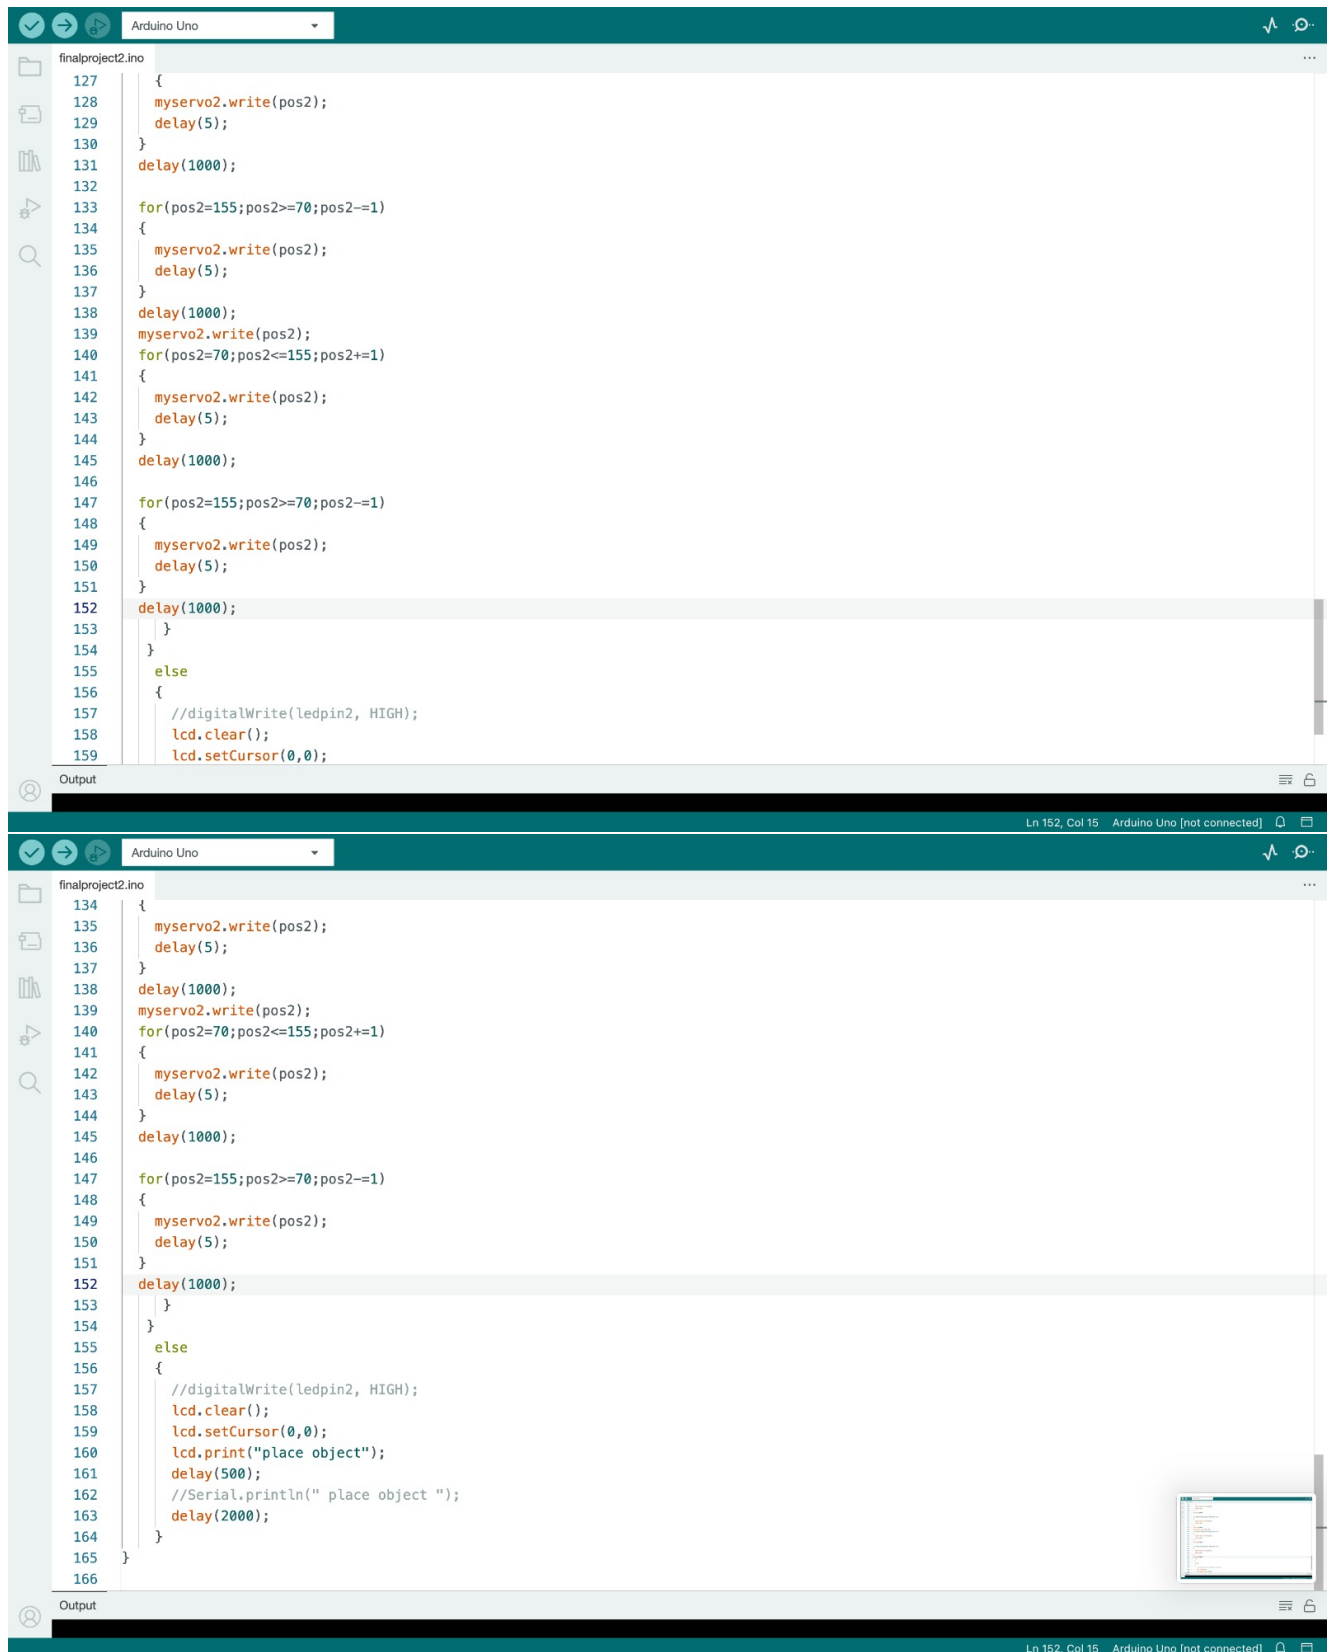 Arduino Uno
finalproject2.ino
127 {
128 myservo2.write(pos2);
129 delay(5);
130 }
131 delay(1000);
132
133 for(pos2=155;pos2>=70;pos2-=1)
134 {
135 myservo2.write(pos2);
136 delay(5);
137 }
138 delay(1000);
139 myservo2.write(pos2);
140 for(pos2=70;pos2<=155;pos2+=1)
141 {
142 myservo2.write(pos2);
143 delay(5);
144 }
145 delay(1000);
146
147 for(pos2=155;pos2>=70;pos2-=1)
148 {
149 myservo2.write(pos2);
150 delay(5);
151 }
152 delay(1000);
153 }
154 }
155 else
156 {
157 //digitalWrite(ledpin2, HIGH);
158 lcd.clear();
159 lcd.setCursor(0,0);
Output
Ln 152, Col 15 Arduino Uno [not connected]
Arduino Uno
finalproject2.ino
134 {
135 myservo2.write(pos2);
136 delay(5);
137 }
138 delay(1000);
139 myservo2.write(pos2);
140 for(pos2=70;pos2<=155;pos2+=1)
141 {
142 myservo2.write(pos2);
143 delay(5);
144 }
145 delay(1000);
146
147 for(pos2=155;pos2>=70;pos2-=1)
148 {
149 myservo2.write(pos2);
150 delay(5);
151 }
152 delay(1000);
153 }
154 }
155 else
156 {
157 //digitalWrite(ledpin2, HIGH);
158 lcd.clear();
159 lcd.setCursor(0,0);
160 lcd.print("place object");
161 delay(500);
162 //Serial.println(" place object ");
163 delay(2000);
164 }
165 }
166
Output
Ln 152, Col 15 Arduino Uno [not connected]